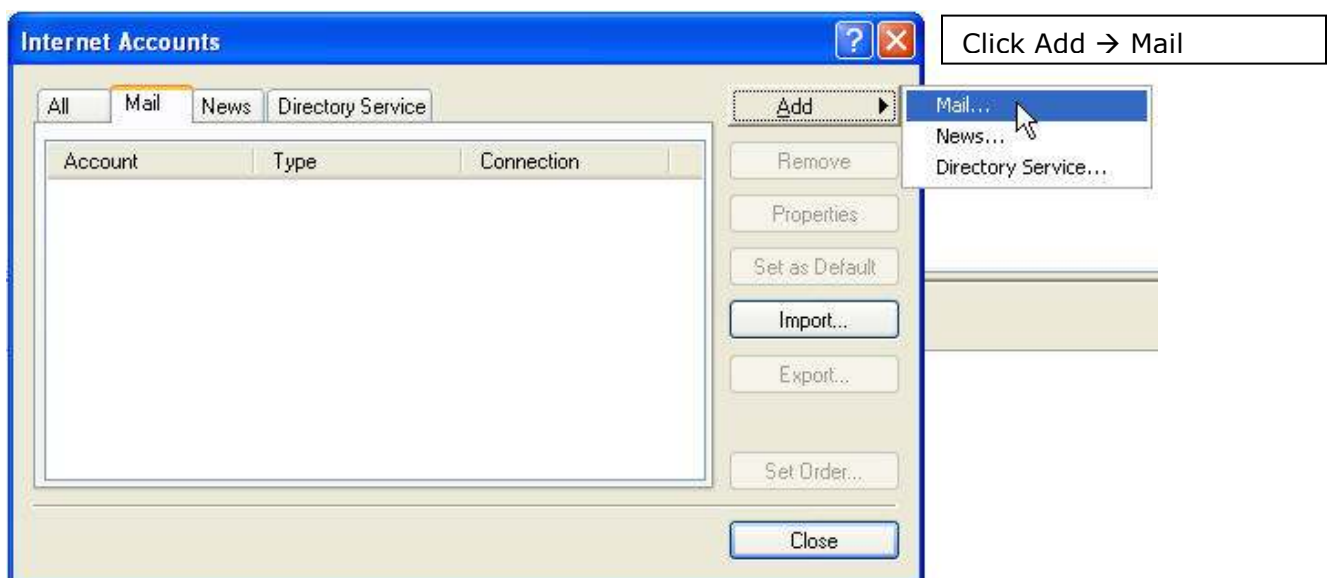 Internet Accounts
Click Add → Mail
All Mail News Directory Service
Add
Mail...
News...
Directory Service...
Account Type Connection
Remove
Properties
Set as Default
Import...
Export...
Set Order...
Close